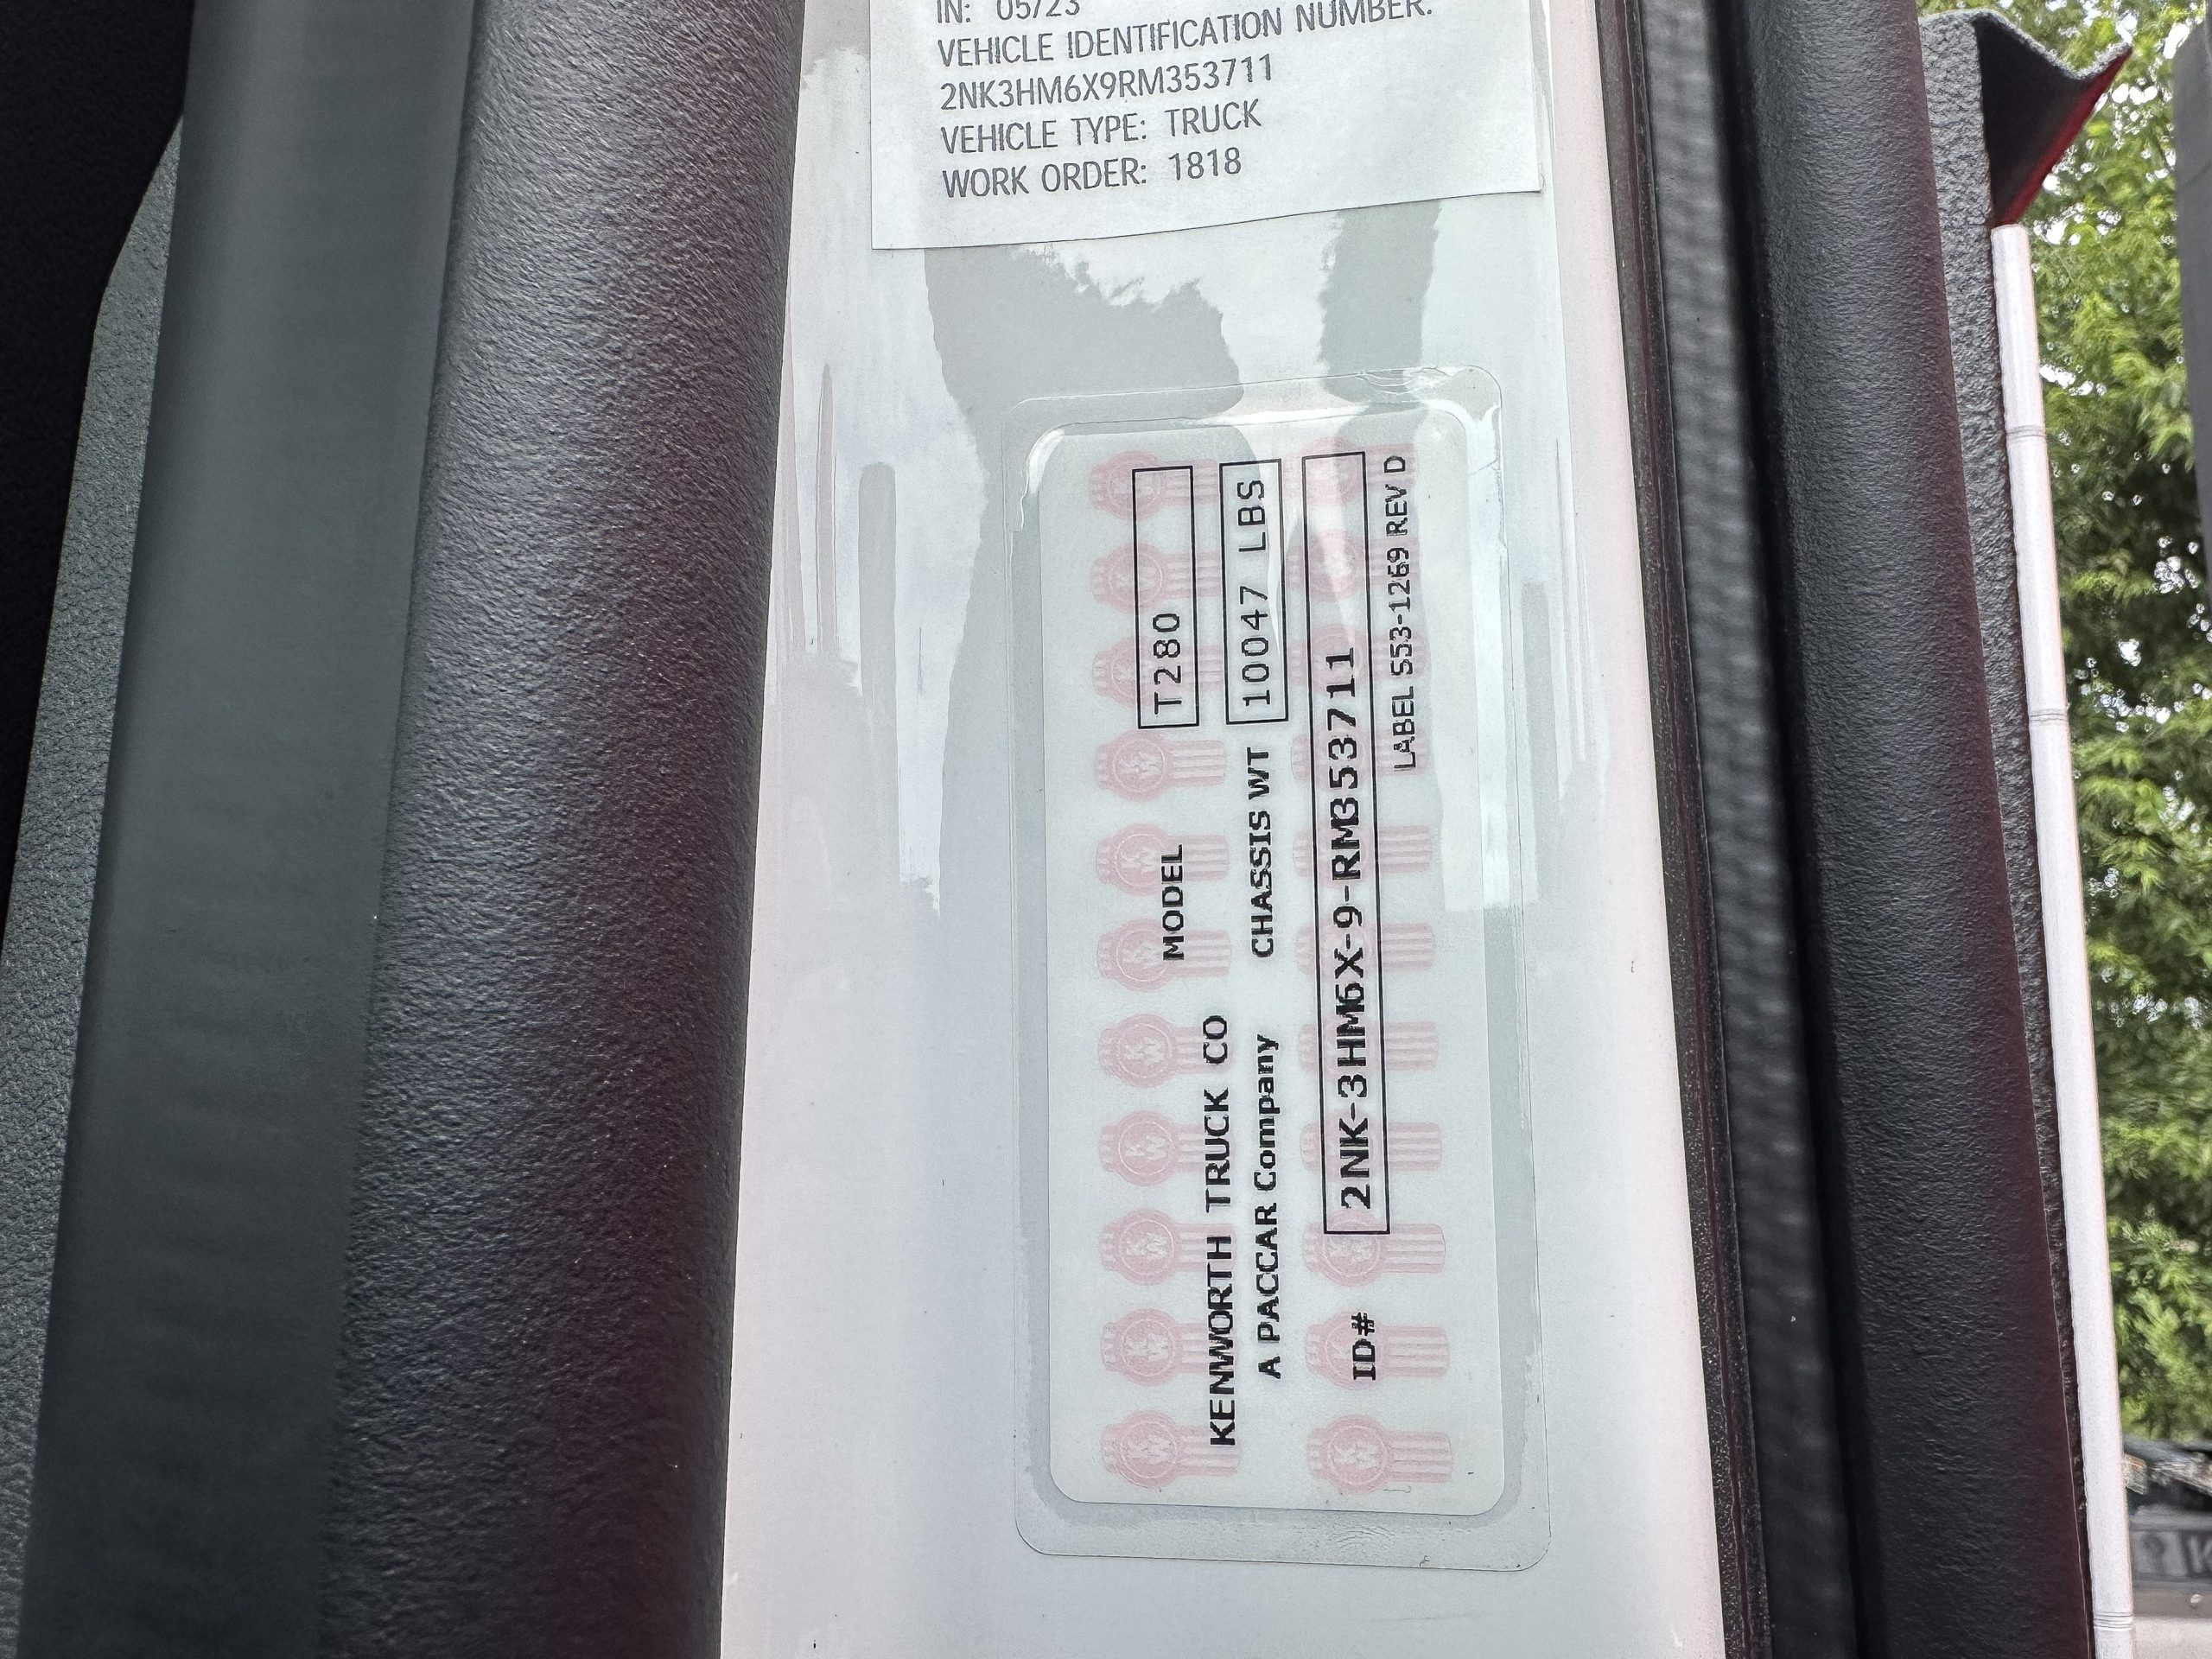 IN: 05/23
VEHICLE IDENTIFICATION NUMBER:
2NK3HM6X9RM353711
VEHICLE TYPE: TRUCK
WORK ORDER: 1818
KENWORTH TRUCK CO
A PACCAR Company
MODEL T280
CHASSIS WT 10047 LBS
ID# 2NK-3HM6X-9-RM353711
LABEL S53-1269 REV D